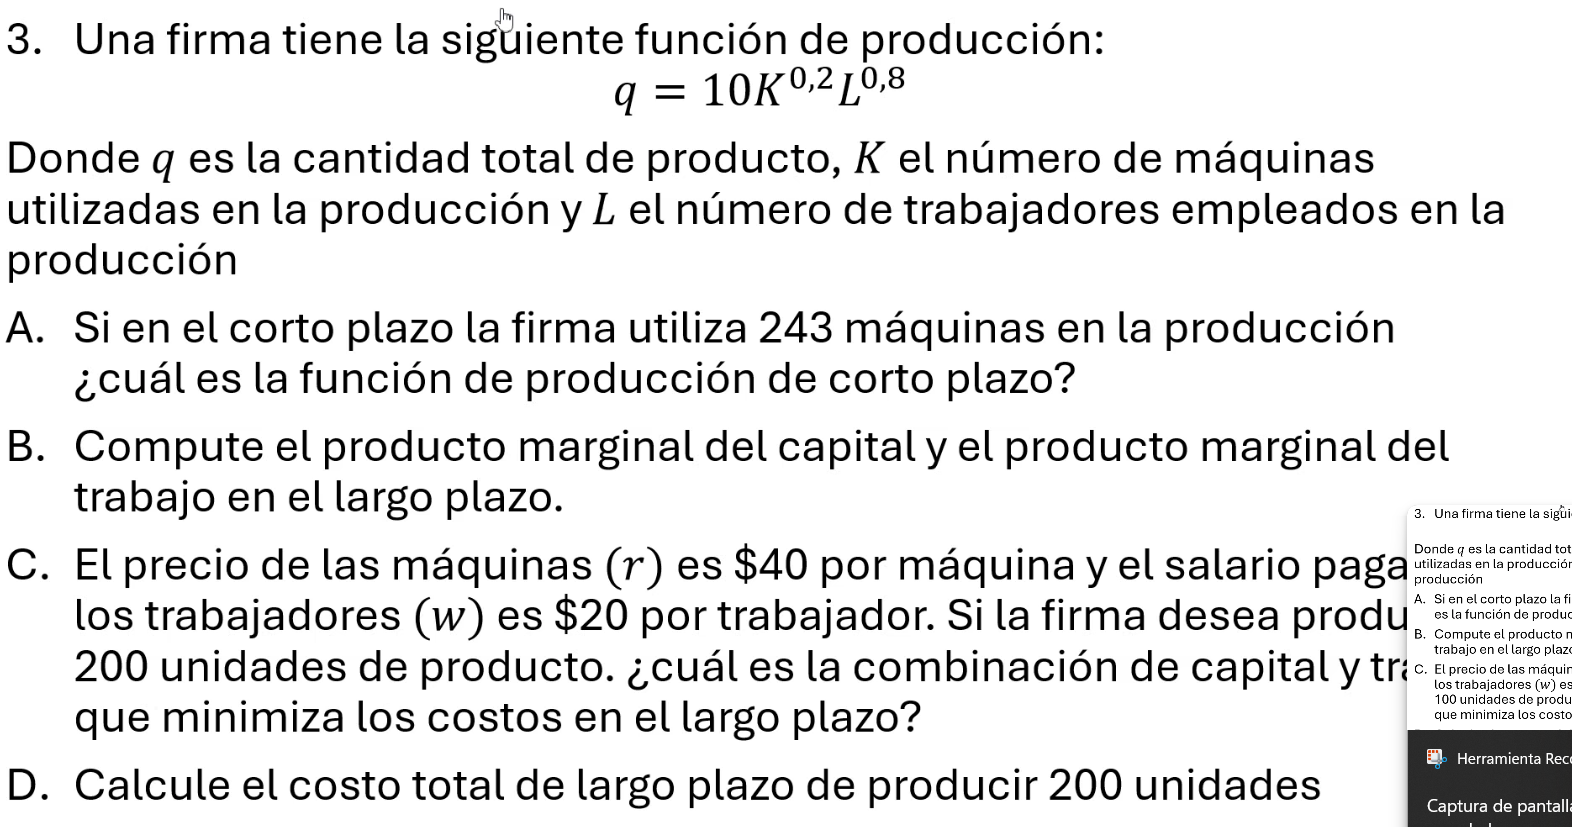 3. Una firma tiene la siguiente función de producción:
q = 10K^0,2 L^0,8
Donde q es la cantidad total de producto, K el número de máquinas
utilizadas en la producción y L el número de trabajadores empleados en la
producción
A. Si en el corto plazo la firma utiliza 243 máquinas en la producción
¿cuál es la función de producción de corto plazo?
B. Compute el producto marginal del capital y el producto marginal del
trabajo en el largo plazo.
C. El precio de las máquinas (r) es $40 por máquina y el salario paga
los trabajadores (w) es $20 por trabajador. Si la firma desea produ
200 unidades de producto. ¿cuál es la combinación de capital y tra
que minimiza los costos en el largo plazo?
D. Calcule el costo total de largo plazo de producir 200 unidades
3. Una firma tiene la sigui
Donde q es la cantidad tot
utilizadas en la producción
producción
A. Si en el corto plazo la fi
es la función de produc
B. Compute el producto m
trabajo en el largo plazo
C. El precio de las máquin
los trabajadores (w) es
100 unidades de produ
que minimiza los costo
Herramienta Reco
Captura de pantalla